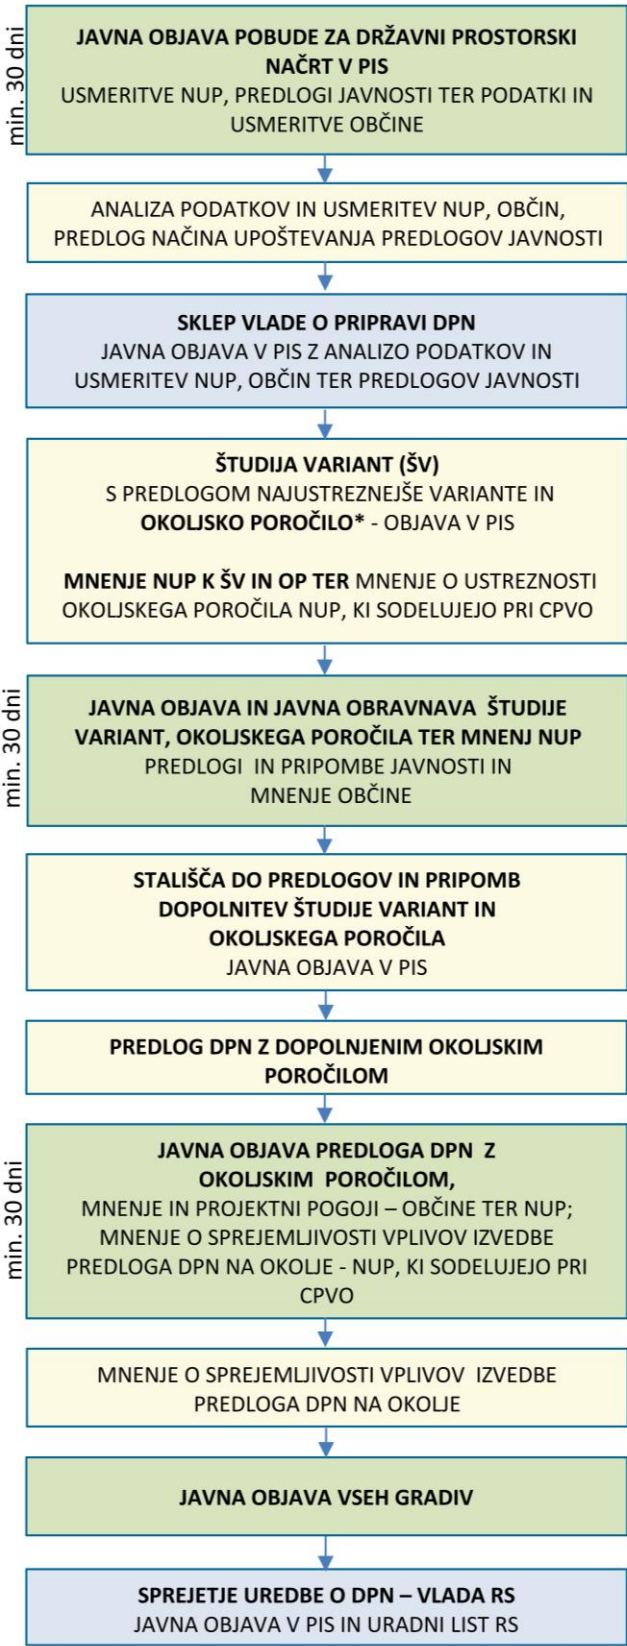 min. 30 dni
JAVNA OBJAVA POBUDE ZA DRŽAVNI PROSTORSKI
NAČRT V PIS
USMERITVE NUP, PREDLOGI JAVNOSTI TER PODATKI IN
USMERITVE OBČINE
ANALIZA PODATKOV IN USMERITEV NUP, OBČIN,
PREDLOG NAČINA UPOŠTEVANJA PREDLOGOV JAVNOSTI
SKLEP VLADE O PRIPRAVI DPN
JAVNA OBJAVA V PIS Z ANALIZO PODATKOV IN
USMERITEV NUP, OBČIN TER PREDLOGOV JAVNOSTI
ŠTUDIJA VARIANT (ŠV)
S PREDLOGOM NAJUSTREZNEJŠE VARIANTE IN
OKOLJSKO POROČILO* - OBJAVA V PIS
MNENJE NUP K ŠV IN OP TER MNENJE O USTREZNOSTI
OKOLJSKEGA POROČILA NUP, KI SODELUJEJO PRI CPVO
min. 30 dni
JAVNA OBJAVA IN JAVNA OBRAVNAVA ŠTUDIJE
VARIANT, OKOLJSKEGA POROČILA TER MNENJ NUP
PREDLOGI IN PRIPOMBE JAVNOSTI IN
MNENJE OBČINE
STALIŠČA DO PREDLOGOV IN PRIPOMB
DOPOLNITEV ŠTUDIJE VARIANT IN
OKOLJSKEGA POROČILA
JAVNA OBJAVA V PIS
PREDLOG DPN Z DOPOLNJENIM OKOLJSKIM
POROČILOM
min. 30 dni
JAVNA OBJAVA PREDLOGA DPN Z
OKOLJSKIM POROČILOM,
MNENJE IN PROJEKTNI POGOJI – OBČINE TER NUP;
MNENJE O SPREJEMLJIVOSTI VPLIVOV IZVEDBE
PREDLOGA DPN NA OKOLJE - NUP, KI SODELUJEJO PRI
CPVO
MNENJE O SPREJEMLJIVOSTI VPLIVOV IZVEDBE
PREDLOGA DPN NA OKOLJE
JAVNA OBJAVA VSEH GRADIV
SPREJETJE UREDBE O DPN – VLADA RS
JAVNA OBJAVA V PIS IN URADNI LIST RS